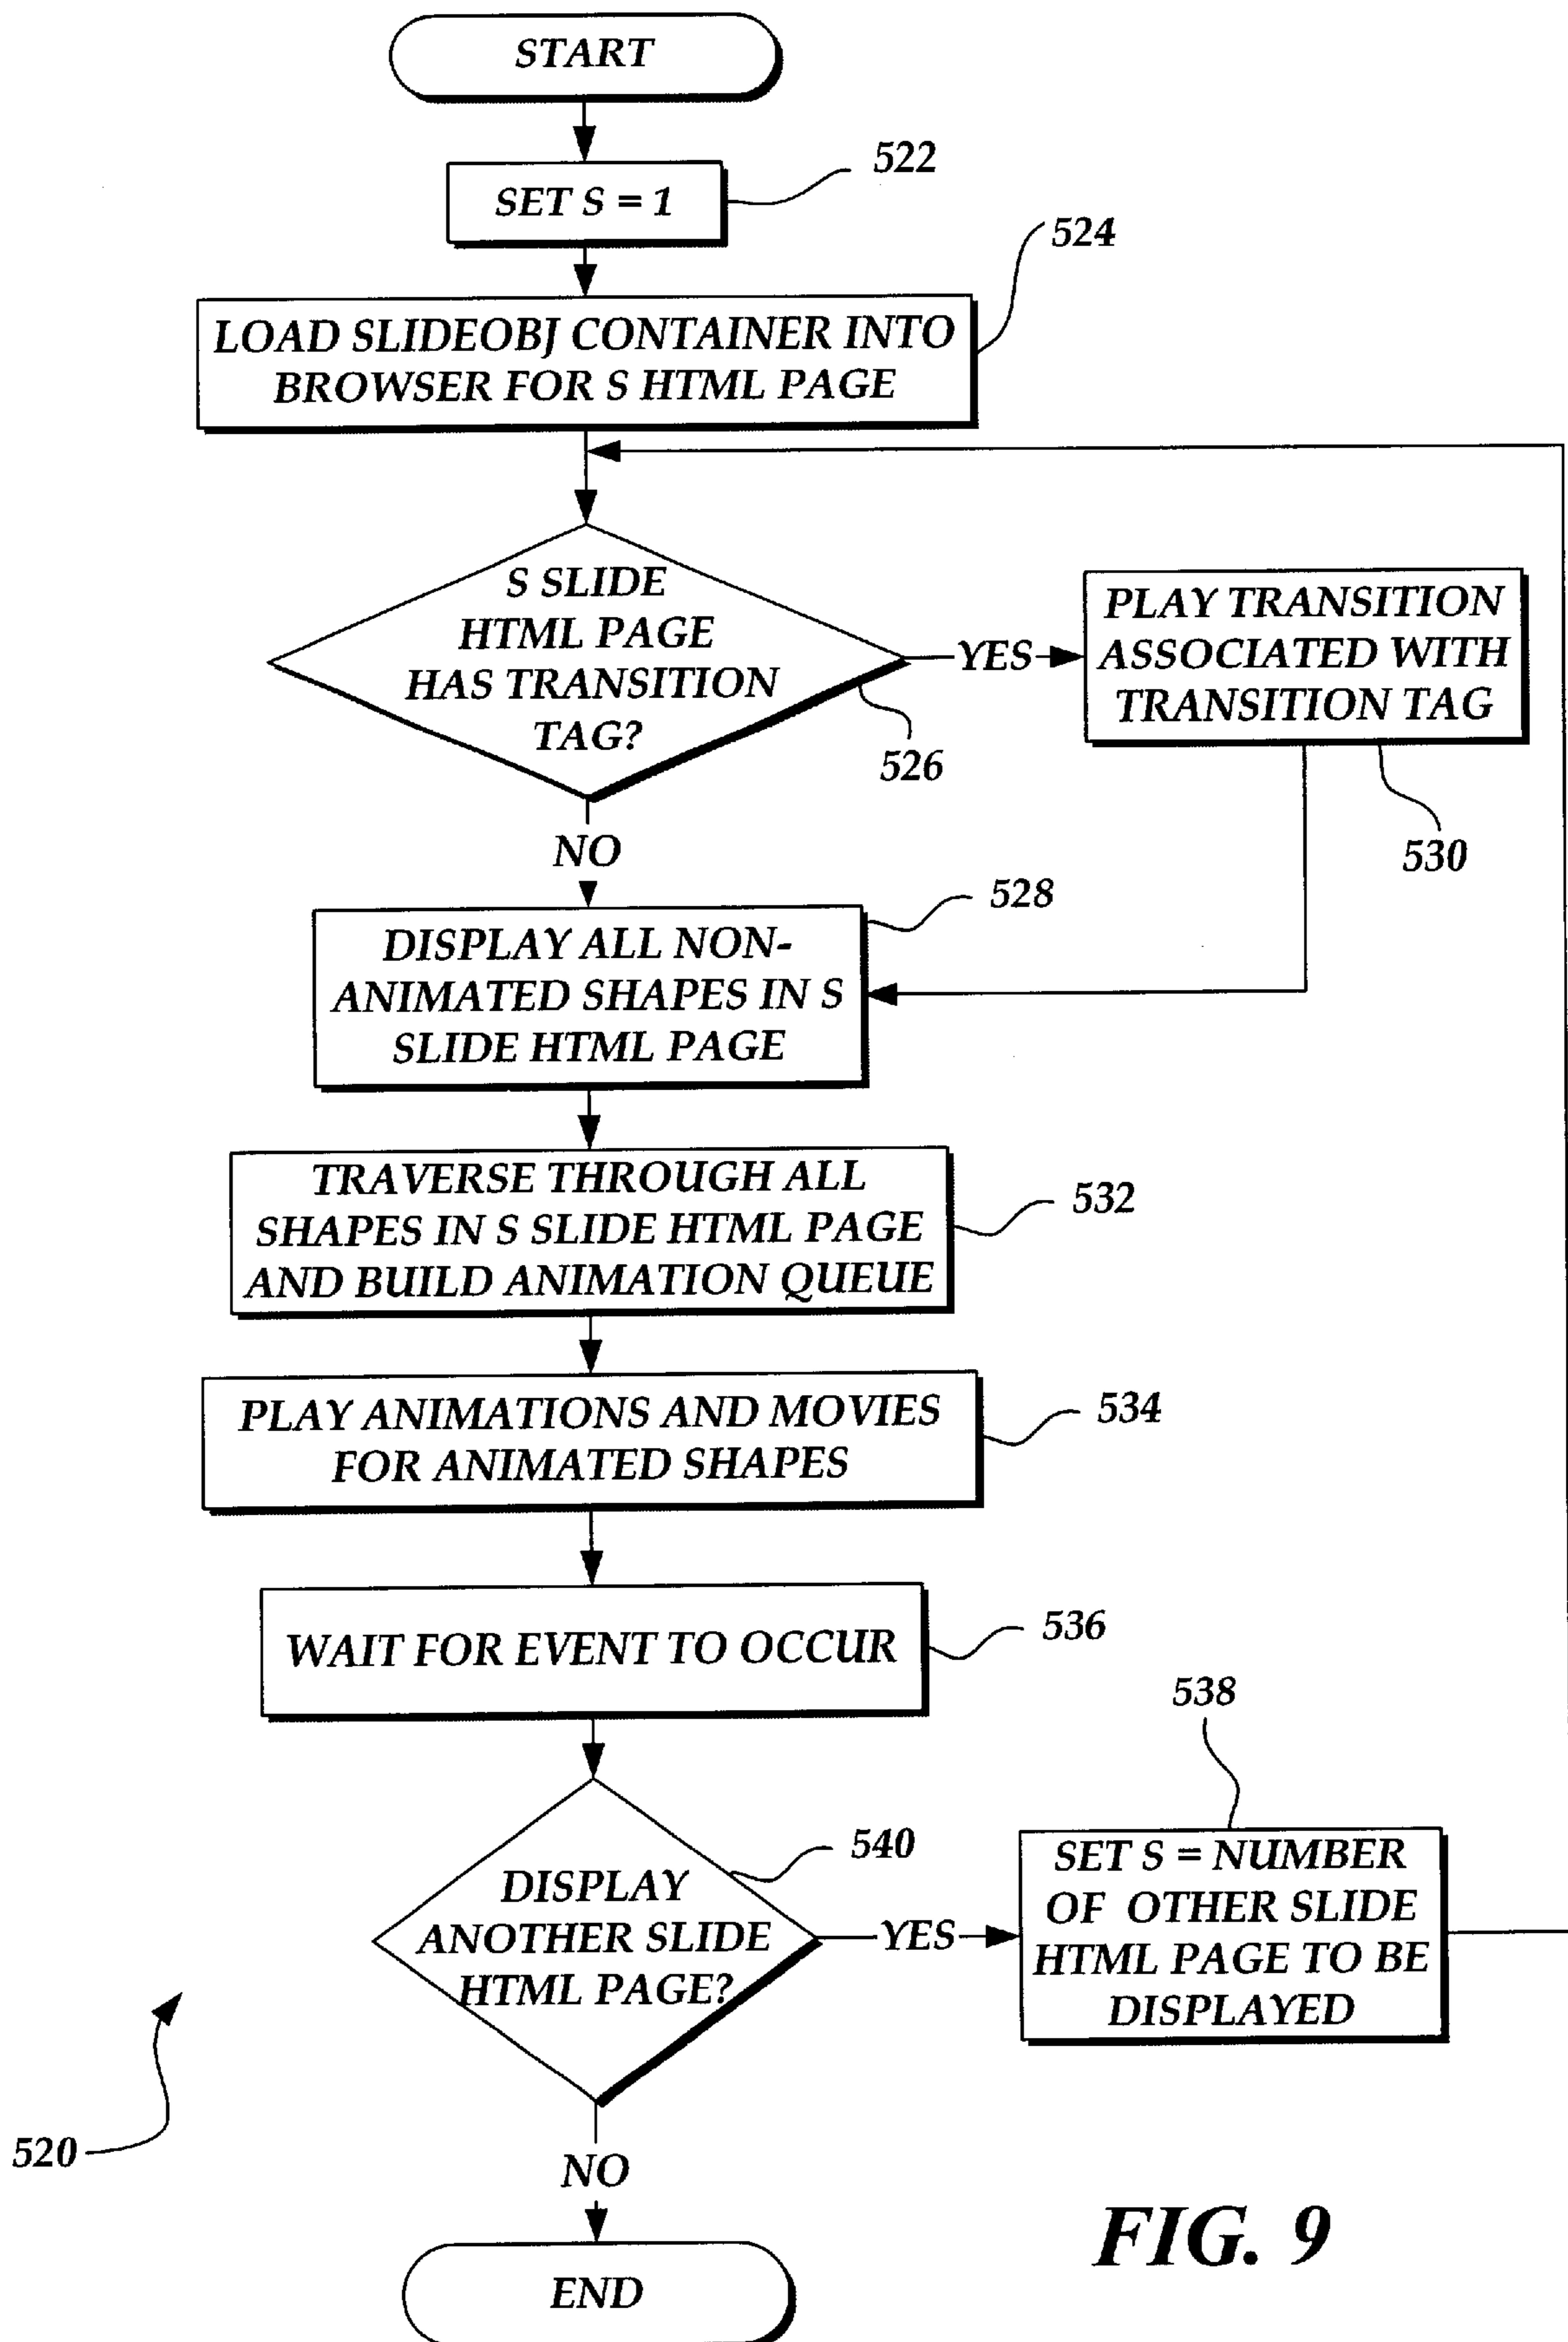 START
522
SET S = 1
524
LOAD SLIDEOBJ CONTAINER INTO
BROWSER FOR S HTML PAGE
S SLIDE
HTML PAGE
HAS TRANSITION
TAG?
YES
PLAY TRANSITION
ASSOCIATED WITH
TRANSITION TAG
526
530
NO
528
DISPLAY ALL NON-
ANIMATED SHAPES IN S
SLIDE HTML PAGE
TRAVERSE THROUGH ALL
SHAPES IN S SLIDE HTML PAGE
AND BUILD ANIMATION QUEUE
532
PLAY ANIMATIONS AND MOVIES
FOR ANIMATED SHAPES
534
WAIT FOR EVENT TO OCCUR
536
538
540
DISPLAY
ANOTHER SLIDE
HTML PAGE?
YES
SET S = NUMBER
OF OTHER SLIDE
HTML PAGE TO BE
DISPLAYED
520
NO
END
FIG. 9